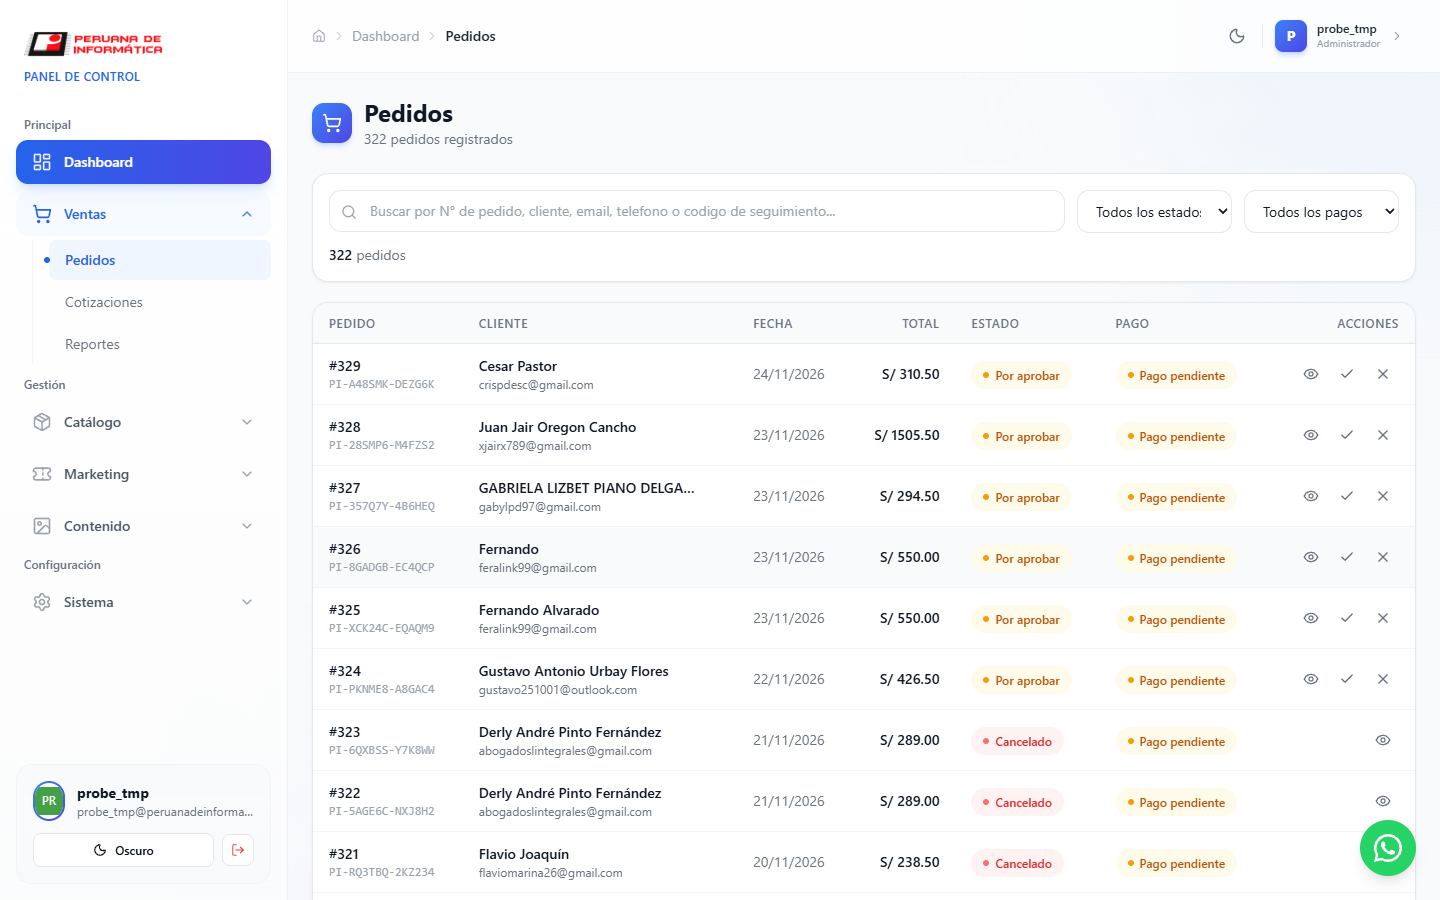 PERUANA DE
INFORMÁTICA
PANEL DE CONTROL
Principal
Dashboard
Ventas
Pedidos
Cotizaciones
Reportes
Gestión
Catálogo
Marketing
Contenido
Configuración
Sistema
PR
probe_tmp
probe_tmp@peruanadeinforma...
Oscuro
Dashboard
Pedidos
P
probe_tmp
Administrador
Pedidos
322 pedidos registrados
Buscar por N° de pedido, cliente, email, telefono o codigo de seguimiento...
Todos los estados
Todos los pagos
322 pedidos
PEDIDO CLIENTE FECHA TOTAL ESTADO PAGO ACCIONES
#329 Cesar Pastor 24/11/2026 S/ 310.50 Por aprobar Pago pendiente
PI-A48SMK-DEZG6K crispdesc@gmail.com
#328 Juan Jair Oregon Cancho 23/11/2026 S/ 1505.50 Por aprobar Pago pendiente
PI-28SMP6-M4FZS2 xjairx789@gmail.com
#327 GABRIELA LIZBET PIANO DELGA... 23/11/2026 S/ 294.50 Por aprobar Pago pendiente
PI-357Q7Y-4B6HEQ gabylpd97@gmail.com
#326 Fernando 23/11/2026 S/ 550.00 Por aprobar Pago pendiente
PI-8GADGB-EC4QCP feralink99@gmail.com
#325 Fernando Alvarado 23/11/2026 S/ 550.00 Por aprobar Pago pendiente
PI-XCK24C-EQAQM9 feralink99@gmail.com
#324 Gustavo Antonio Urbay Flores 22/11/2026 S/ 426.50 Por aprobar Pago pendiente
PI-PKNME8-A8GAC4 gustavo251001@outlook.com
#323 Derly André Pinto Fernández 21/11/2026 S/ 289.00 Cancelado Pago pendiente
PI-6QXBSS-Y7K8WW abogadoslintegrales@gmail.com
#322 Derly André Pinto Fernández 21/11/2026 S/ 289.00 Cancelado Pago pendiente
PI-5AGE6C-NXJ8H2 abogadoslintegrales@gmail.com
#321 Flavio Joaquín 20/11/2026 S/ 238.50 Cancelado Pago pendiente
PI-RQ3TBQ-2KZ234 flaviomarina26@gmail.com